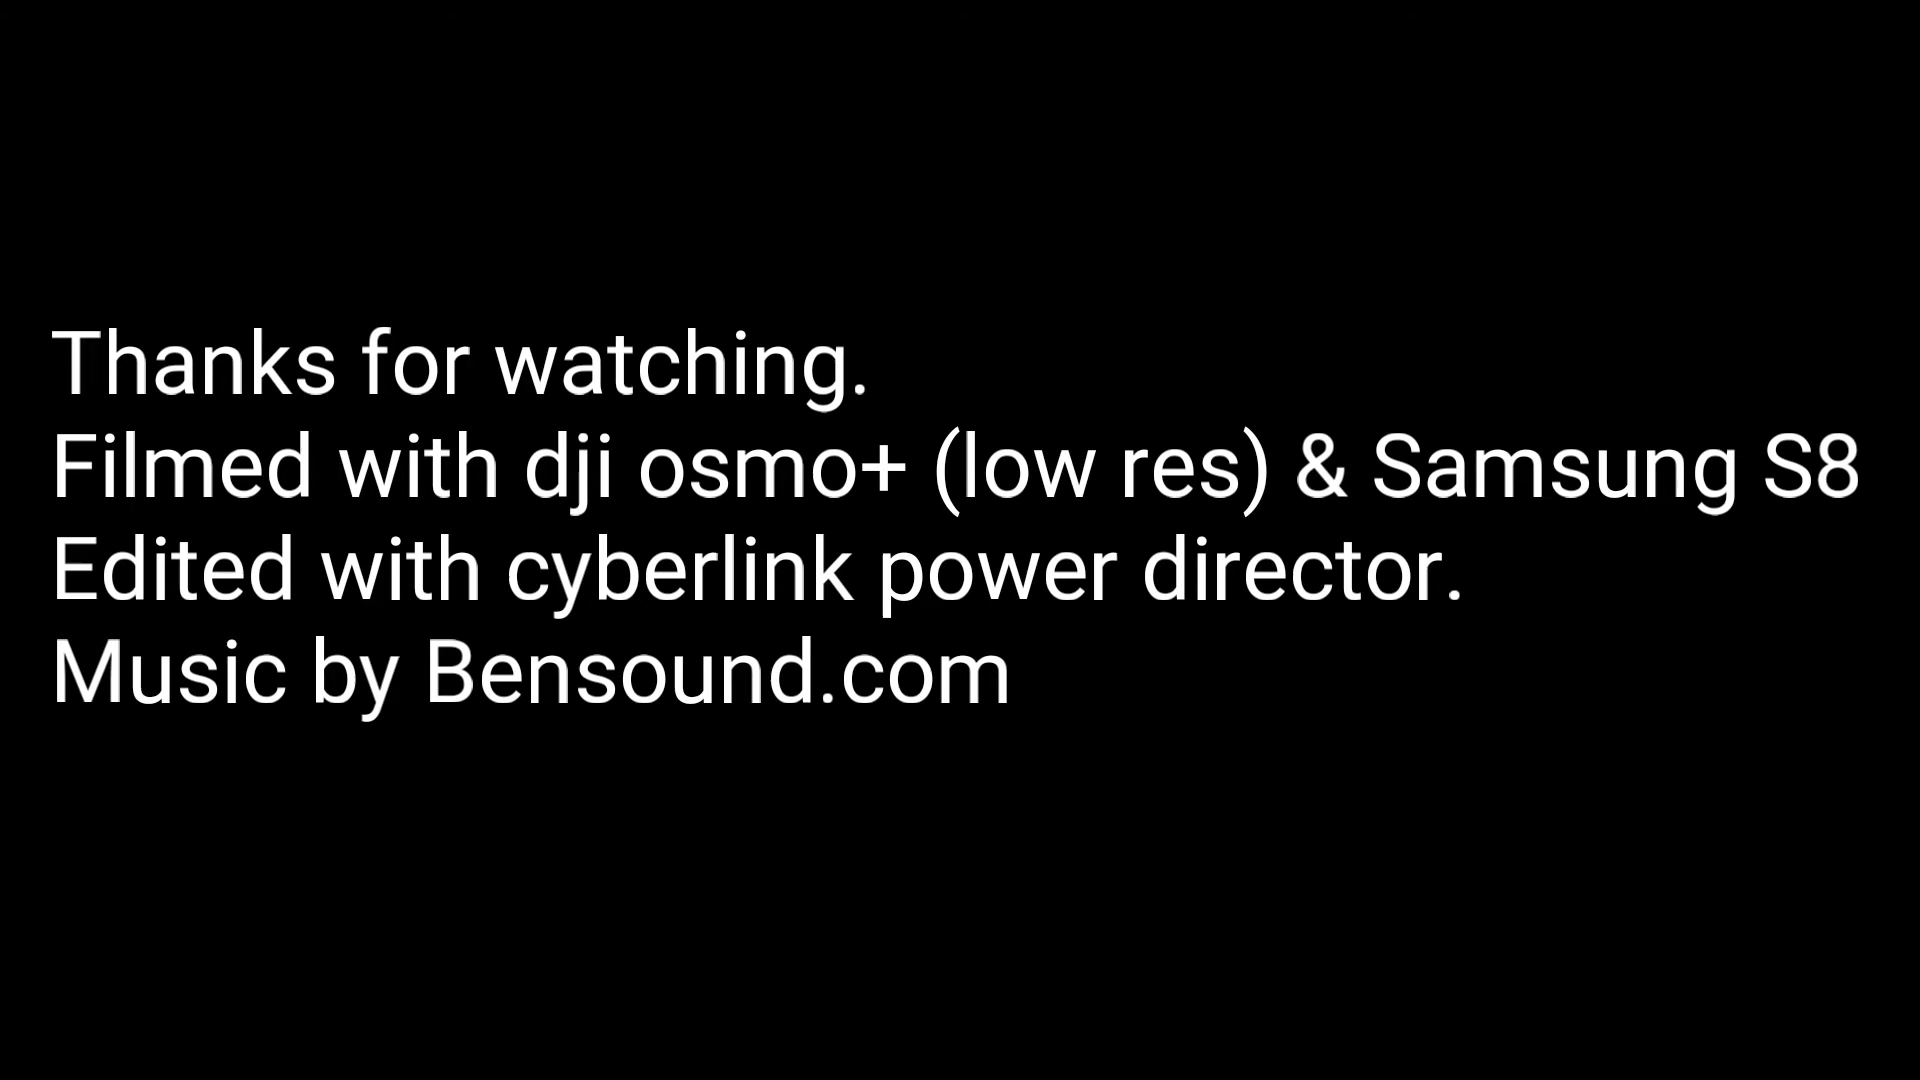 Thanks for watching.
Filmed with dji osmo+ (low res) & Samsung S8
Edited with cyberlink power director.
Music by Bensound.com